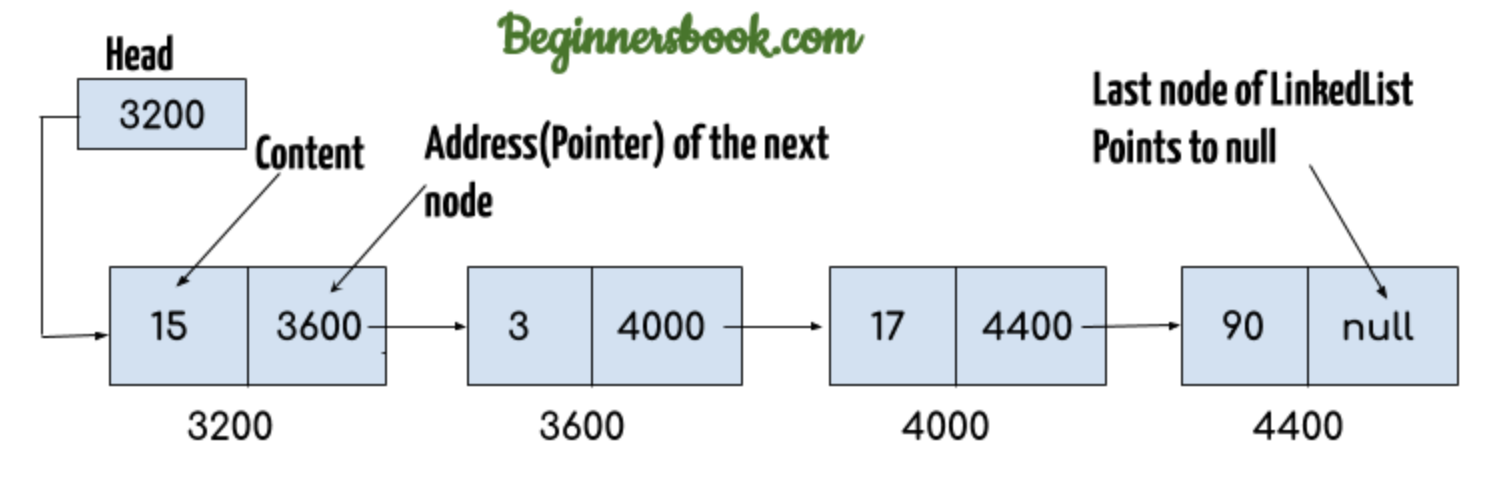 Beginnersbook.com
Head
3200
Content
Address(Pointer) of the next
node
Last node of LinkedList
Points to null
15 3600 3 4000 17 4400 90 null
3200 3600 4000 4400